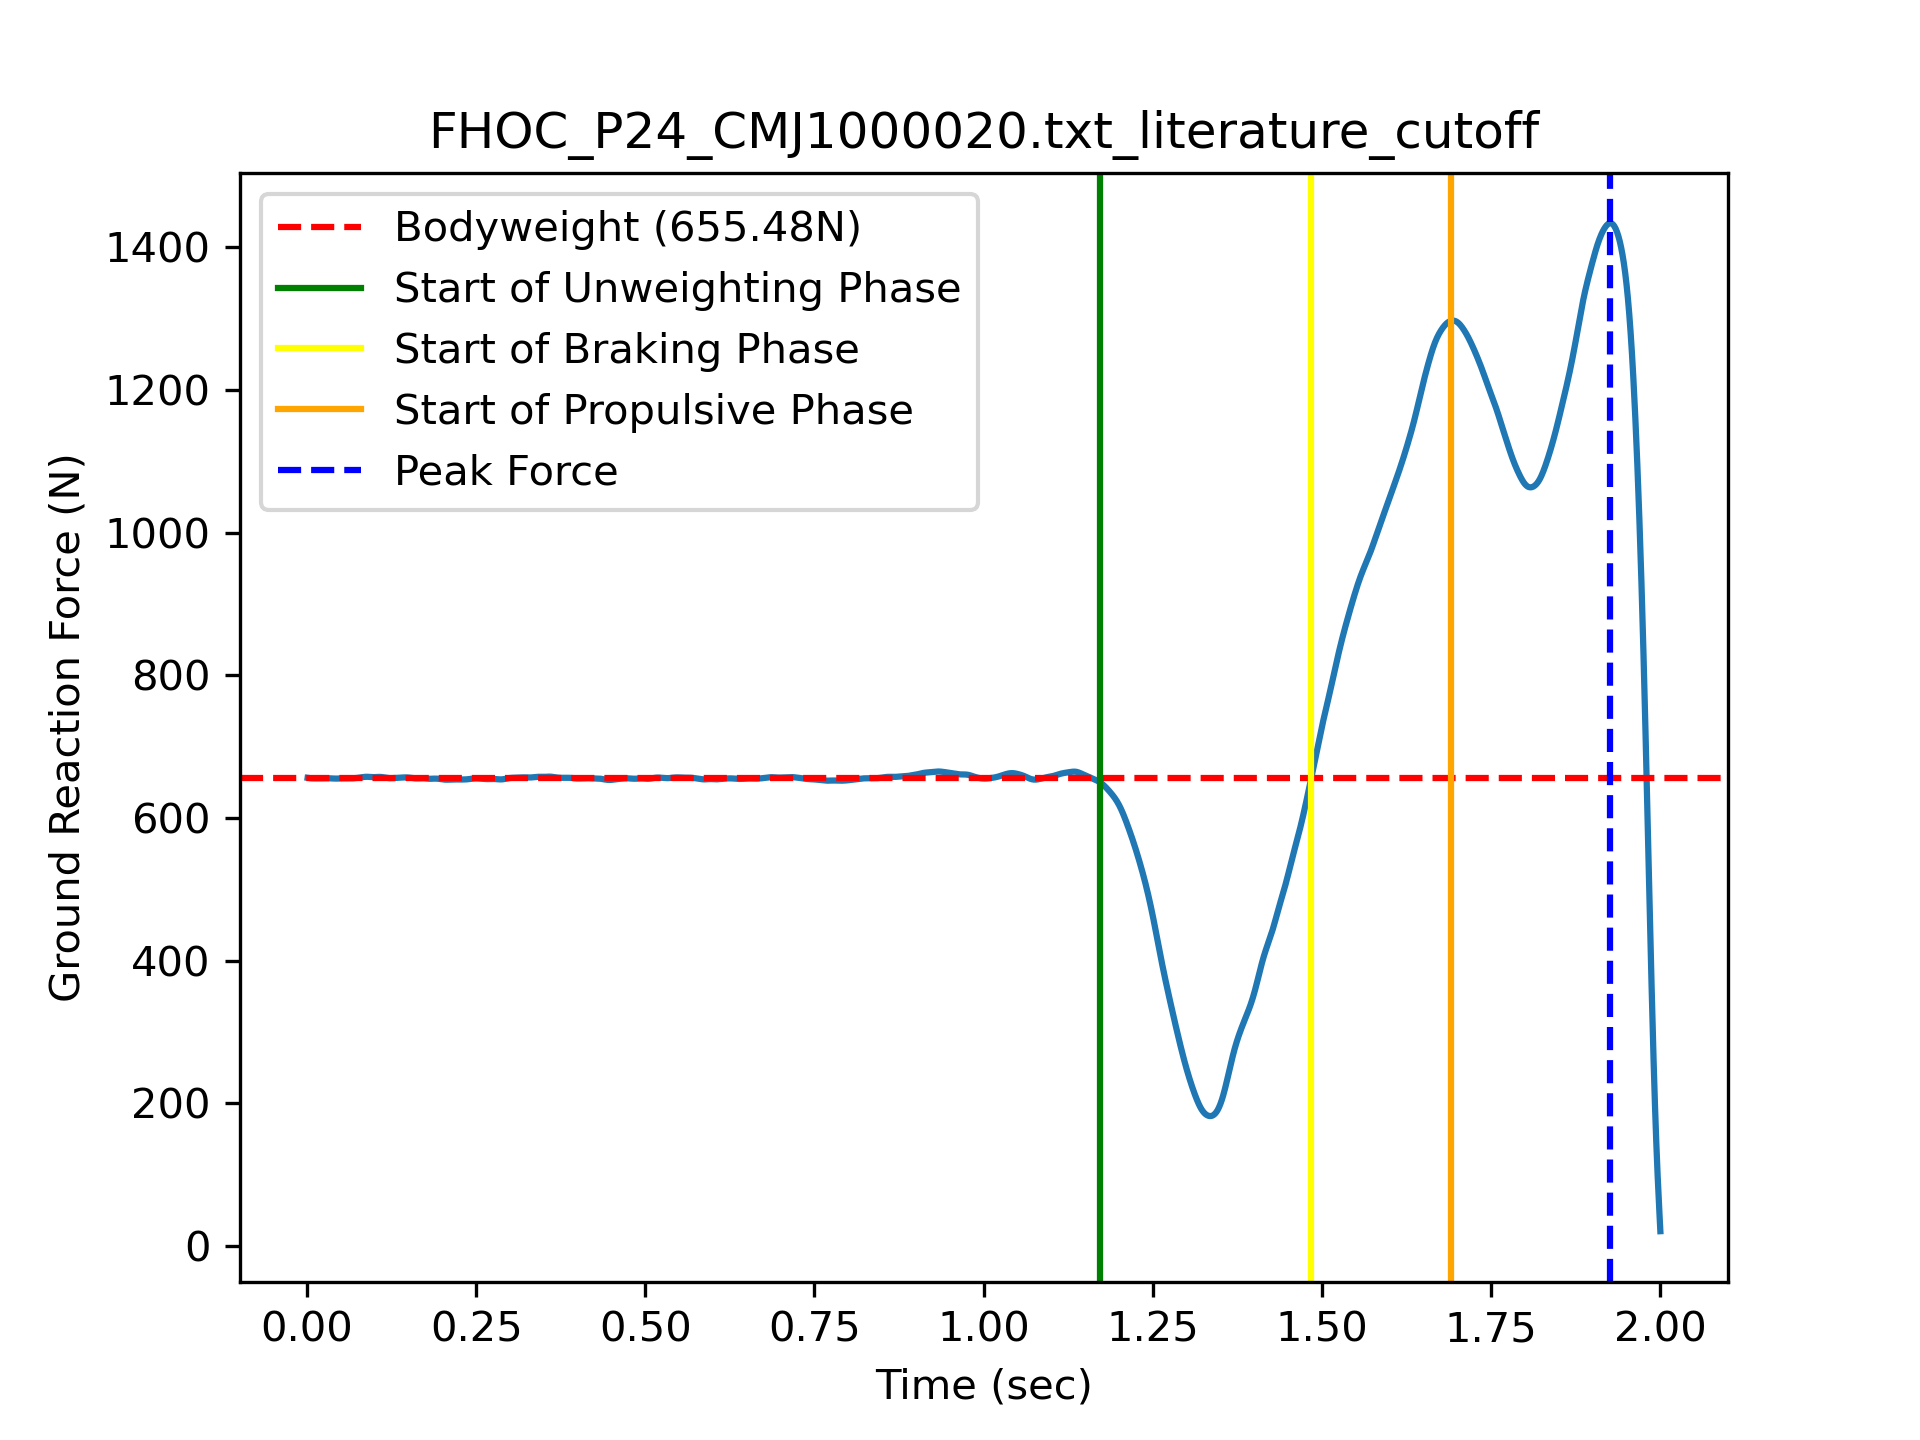 FHOC_P24_CMJ1000020.txt_literature_cutoff
Bodyweight (655.48N)
Start of Unweighting Phase
Start of Braking Phase
Start of Propulsive Phase
Peak Force
Ground Reaction Force (N)
1400
1200
1000
800
600
400
200
0
0.00 0.25 0.50 0.75 1.00 1.25 1.50 1.75 2.00
Time (sec)